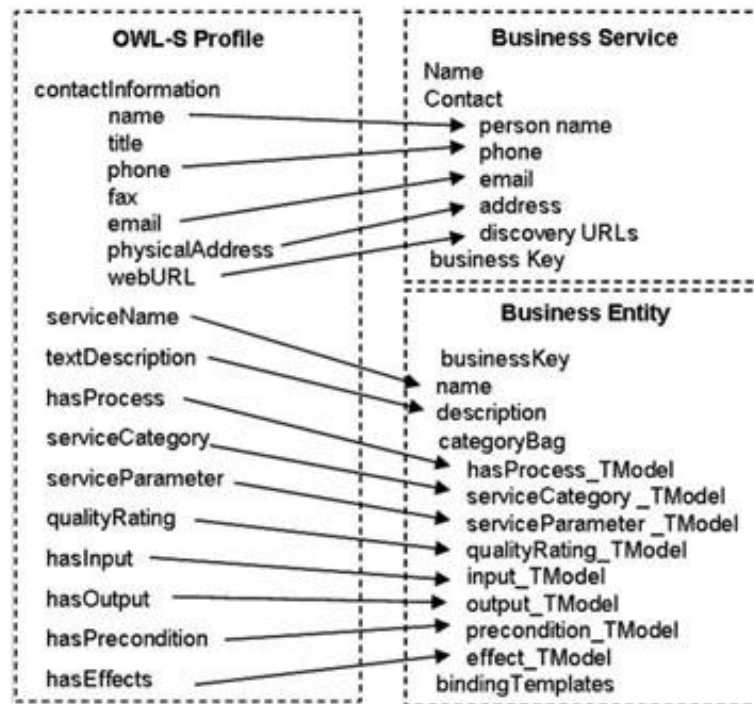 OWL-S Profile
contactInformation
name
title
phone
fax
email
physicalAddress
webURL
serviceName
textDescription
hasProcess
serviceCategory
serviceParameter
qualityRating
hasInput
hasOutput
hasPrecondition
hasEffects
Business Service
Name
Contact
person name
phone
email
address
discovery URLs
business Key
Business Entity
businessKey
name
description
categoryBag
hasProcess_TModel
serviceCategory _TModel
serviceParameter _TModel
qualityRating_TModel
input_TModel
output_TModel
precondition_TModel
effect_TModel
bindingTemplates